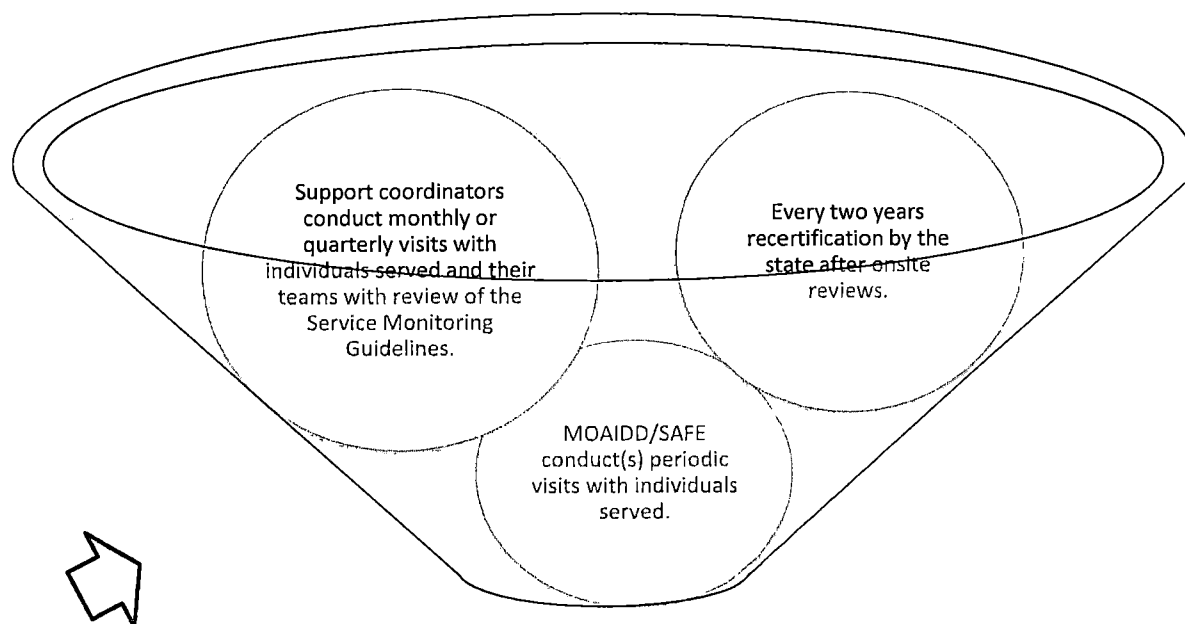 Support coordinators
conduct monthly or
quarterly visits with
individuals served and their
teams with review of the
Service Monitoring
Guidelines.
Every two years
recertification by the
state after onsite
reviews.
MOAIDD/SAFE
conduct(s) periodic
visits with individuals
served.